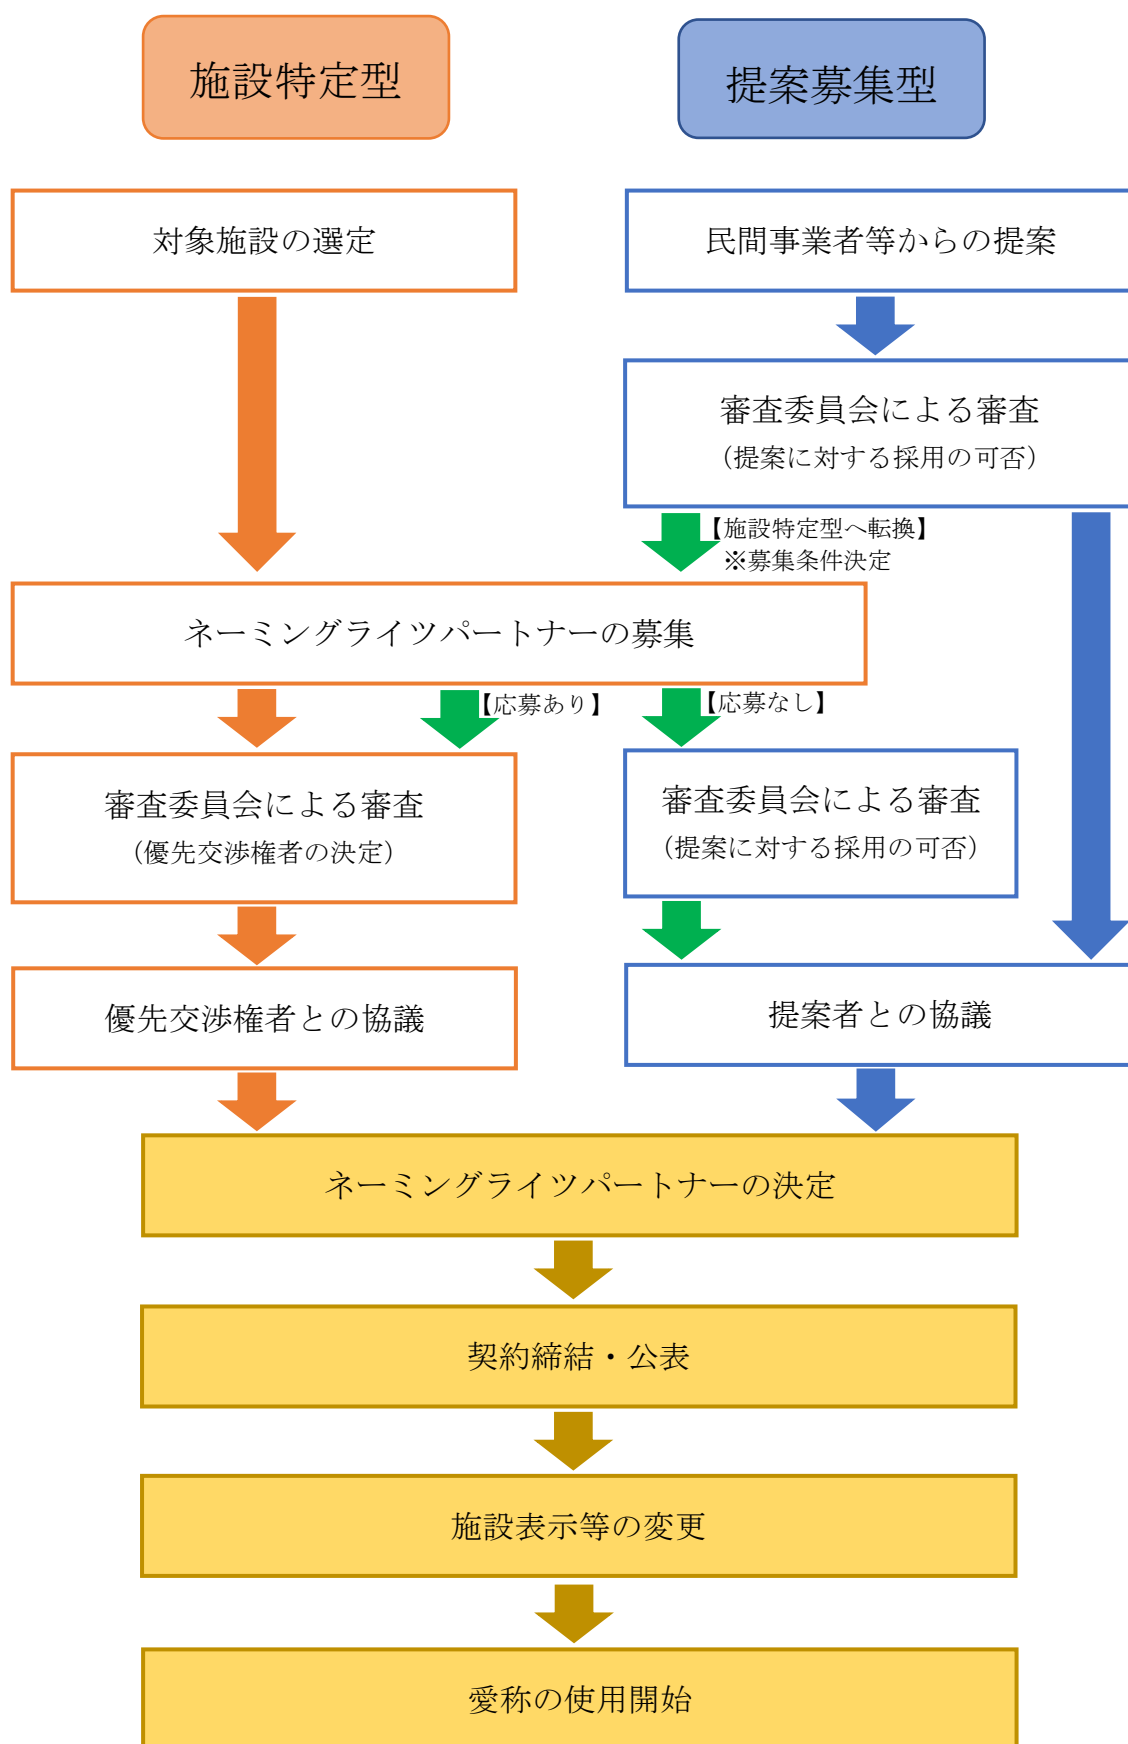 施設特定型
提案募集型
対象施設の選定
民間事業者等からの提案
審査委員会による審査
（提案に対する採用の可否）
【施設特定型へ転換】
※募集条件決定
ネーミングライツパートナーの募集
【応募あり】
【応募なし】
審査委員会による審査
（優先交渉権者の決定）
審査委員会による審査
（提案に対する採用の可否）
優先交渉権者との協議
提案者との協議
ネーミングライツパートナーの決定
契約締結・公表
施設表示等の変更
愛称の使用開始